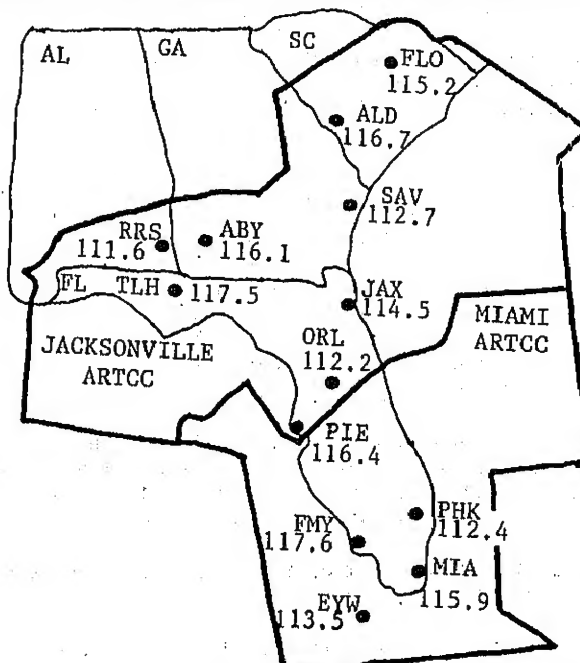 AL
GA
SC
FLO
115.2
ALD
116.7
SAV
112.7
RRS
111.6
ABY
116.1
FL
TLH
117.5
JAX
114.5
JACKSONVILLE
ARTCC
MIAMI
ARTCC
ORL
112.2
PIE
116.4
PHK
112.4
FMY
117.6
MIA
115.9
EYW
113.5